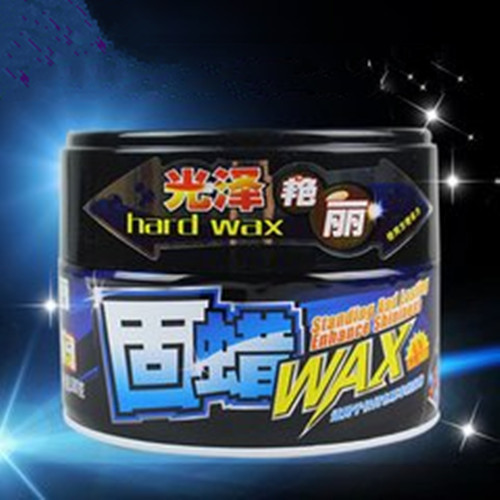 光泽艳丽
hard wax
固蜡
Standing And Lasting
Enhance Shininess
WAX